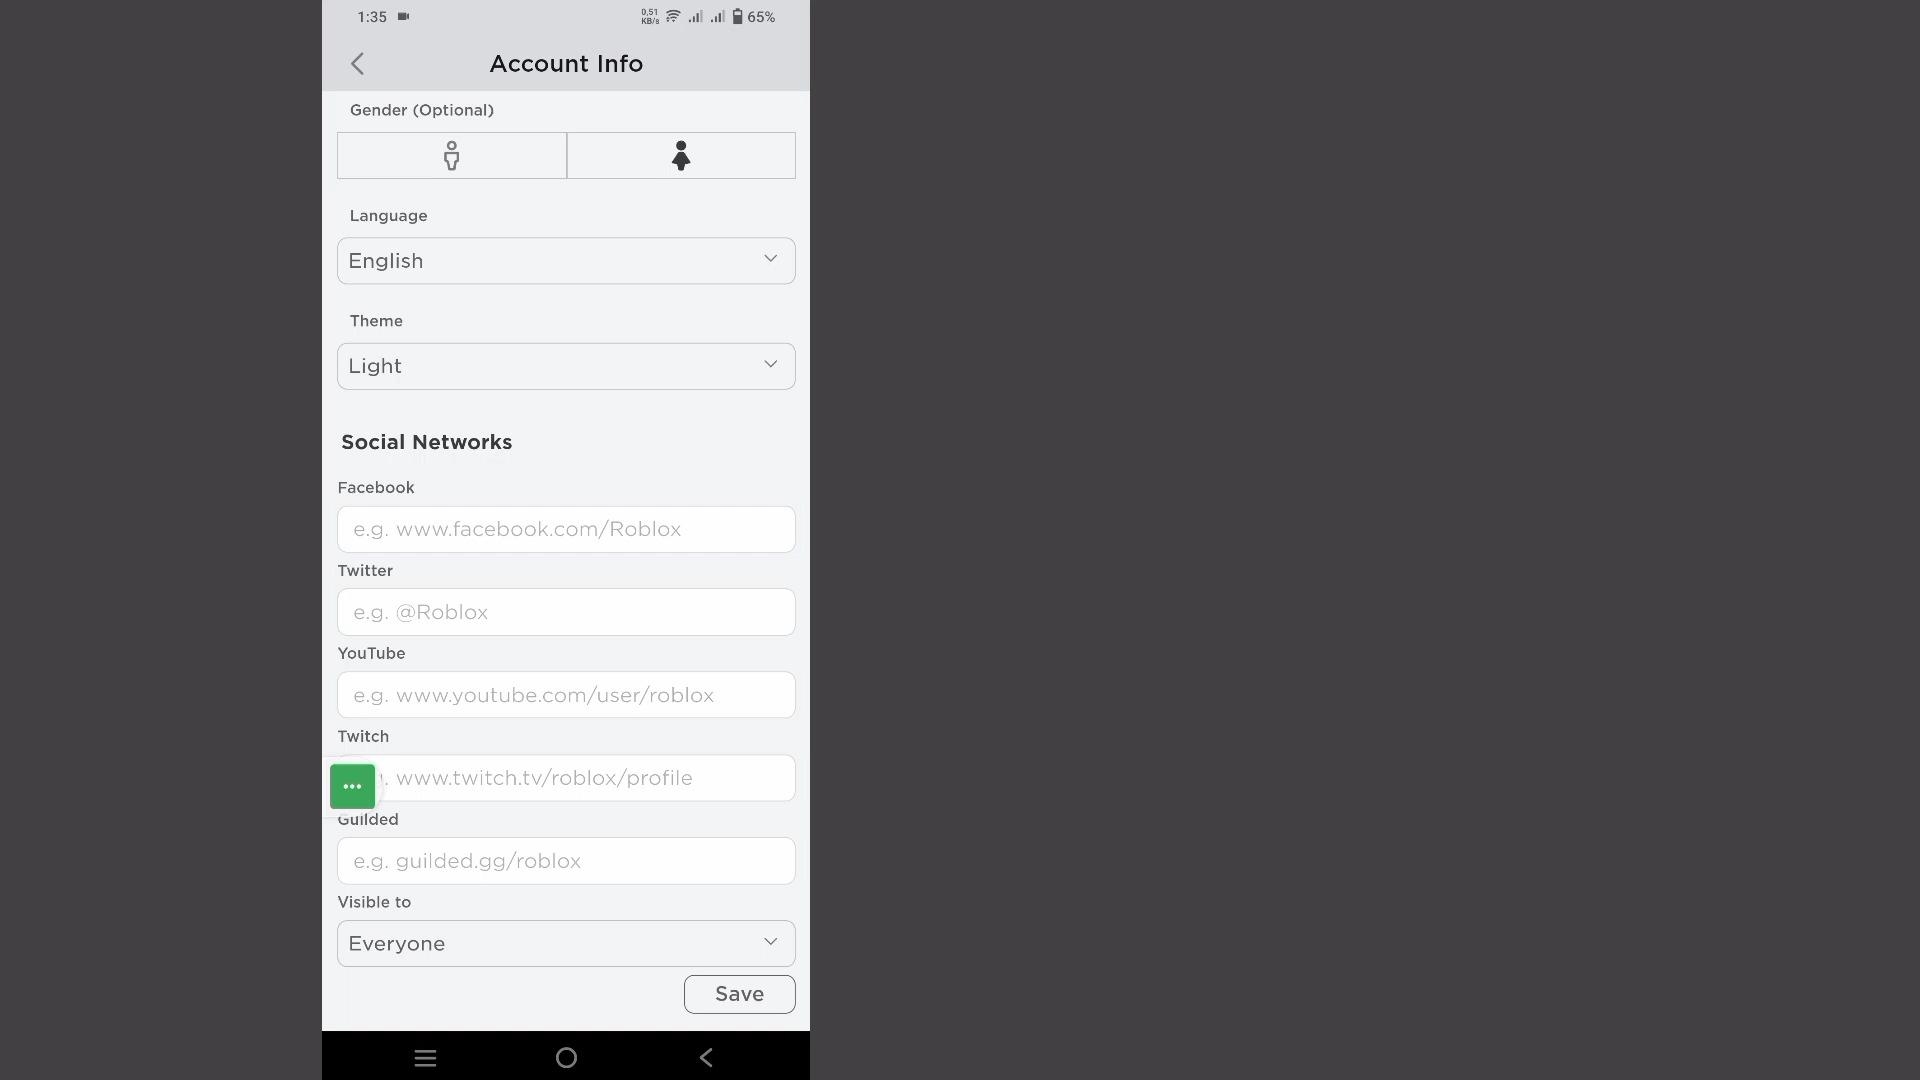 1:35
0,51
KB/s
65%
Account Info
Gender (Optional)
Language
English
Theme
Light
Social Networks
Facebook
e.g. www.facebook.com/Roblox
Twitter
e.g. @Roblox
YouTube
e.g. www.youtube.com/user/roblox
Twitch
www.twitch.tv/roblox/profile
Guilded
e.g. guilded.gg/roblox
Visible to
Everyone
Save